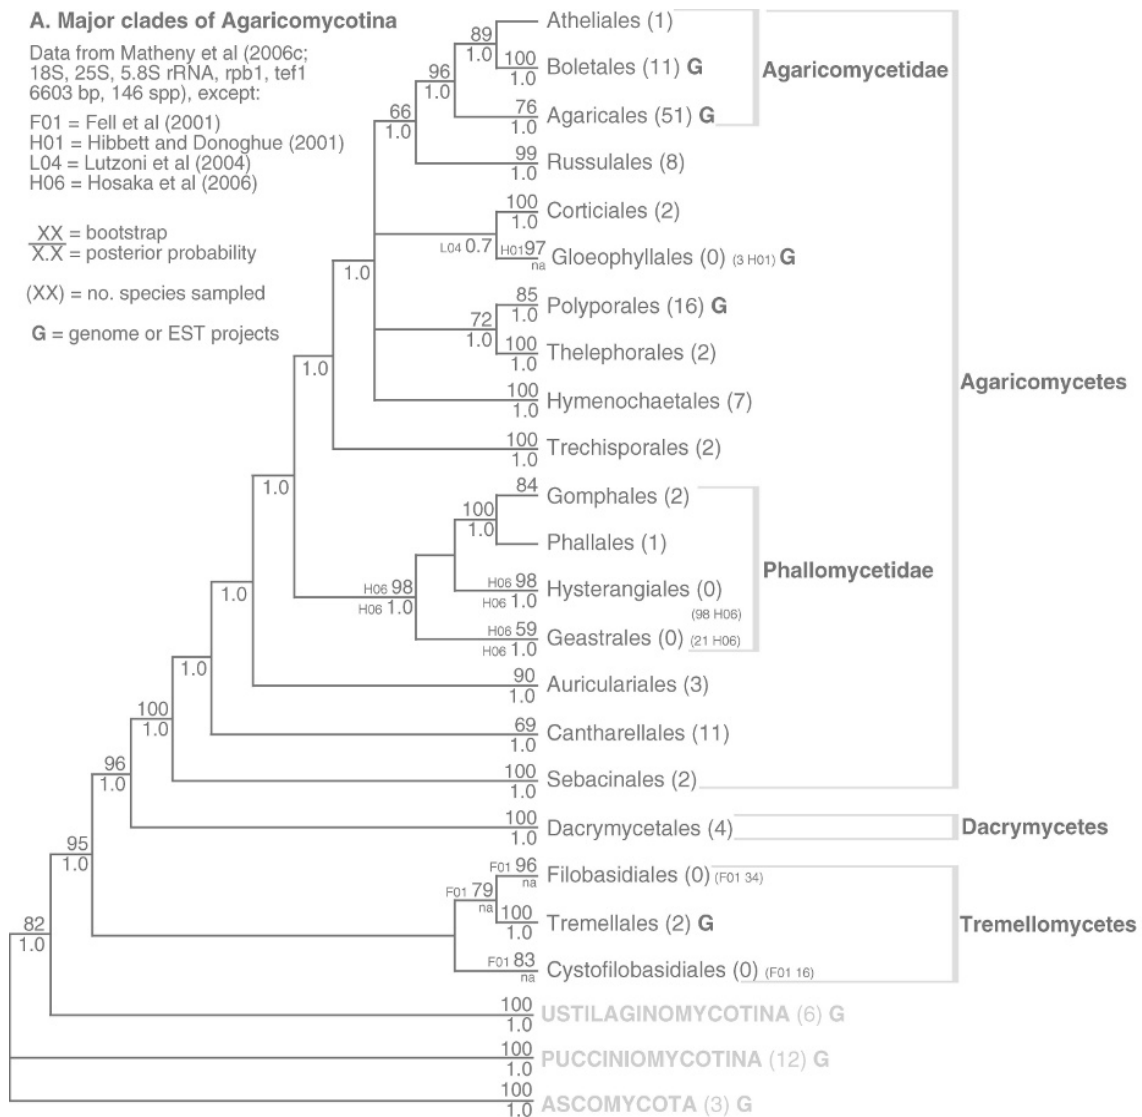 A. Major clades of Agaricomycotina
Data from Matheny et al (2006c;
18S, 25S, 5.8S rRNA, rpb1, tef1
6603 bp, 146 spp), except:
F01 = Fell et al (2001)
H01 = Hibbett and Donoghue (2001)
L04 = Lutzoni et al (2004)
H06 = Hosaka et al (2006)
XX = bootstrap
X.X = posterior probability
(XX) = no. species sampled
G = genome or EST projects
89
1.0
Atheliales (1)
100
1.0
Boletales (11) G
Agaricomycetidae
96
1.0
76
1.0
Agaricales (51) G
66
1.0
99
1.0
Russulales (8)
100
1.0
Corticiales (2)
L04 0.7
H01 97
na
Gloeophyllales (0) (3 H01) G
1.0
85
1.0
Polyporales (16) G
72
1.0
100
1.0
Thelephorales (2)
Agaricomycetes
1.0
100
1.0
Hymenochaetales (7)
100
1.0
Trechisporales (2)
1.0
84
Gomphales (2)
100
1.0
Phallales (1)
Phallomycetidae
1.0
H06 98
H06 1.0
H06 98
H06 1.0
Hysterangiales (0)
(98 H06)
H06 59
H06 1.0
Geastrales (0) (21 H06)
1.0
90
1.0
Auriculariales (3)
100
1.0
69
1.0
Cantharellales (11)
96
1.0
100
1.0
Sebacinales (2)
100
1.0
Dacrymycetales (4)
Dacrymycetes
95
1.0
F01 96
na
Filobasidiales (0) (F01 34)
F01 79
na
100
1.0
Tremellales (2) G
Tremellomycetes
82
1.0
F01 83
na
Cystofilobasidiales (0) (F01 16)
100
1.0
USTILAGINOMYCOTINA (6) G
100
1.0
PUCCINIOMYCOTINA (12) G
100
1.0
ASCOMYCOTA (3) G